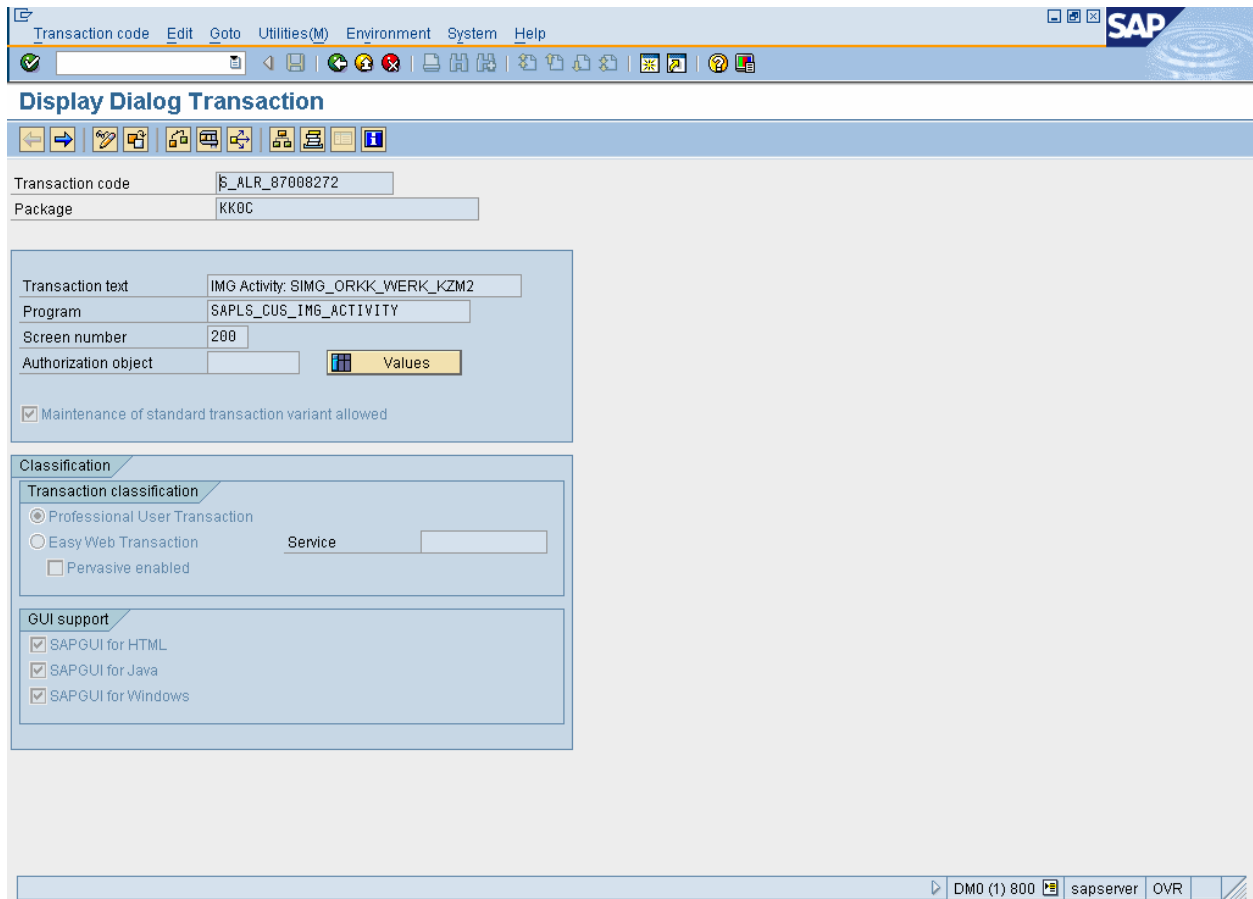 Transaction code Edit Goto Utilities(M) Environment System Help
SAP
Display Dialog Transaction
Transaction code S_ALR_87008272
Package KK0C
Transaction text IMG Activity: SIMG_ORKK_WERK_KZM2
Program SAPLS_CUS_IMG_ACTIVITY
Screen number 200
Authorization object Values
Maintenance of standard transaction variant allowed
Classification
Transaction classification
Professional User Transaction
Easy Web Transaction Service
Pervasive enabled
GUI support
SAPGUI for HTML
SAPGUI for Java
SAPGUI for Windows
DM0 (1) 800 sapserver OVR